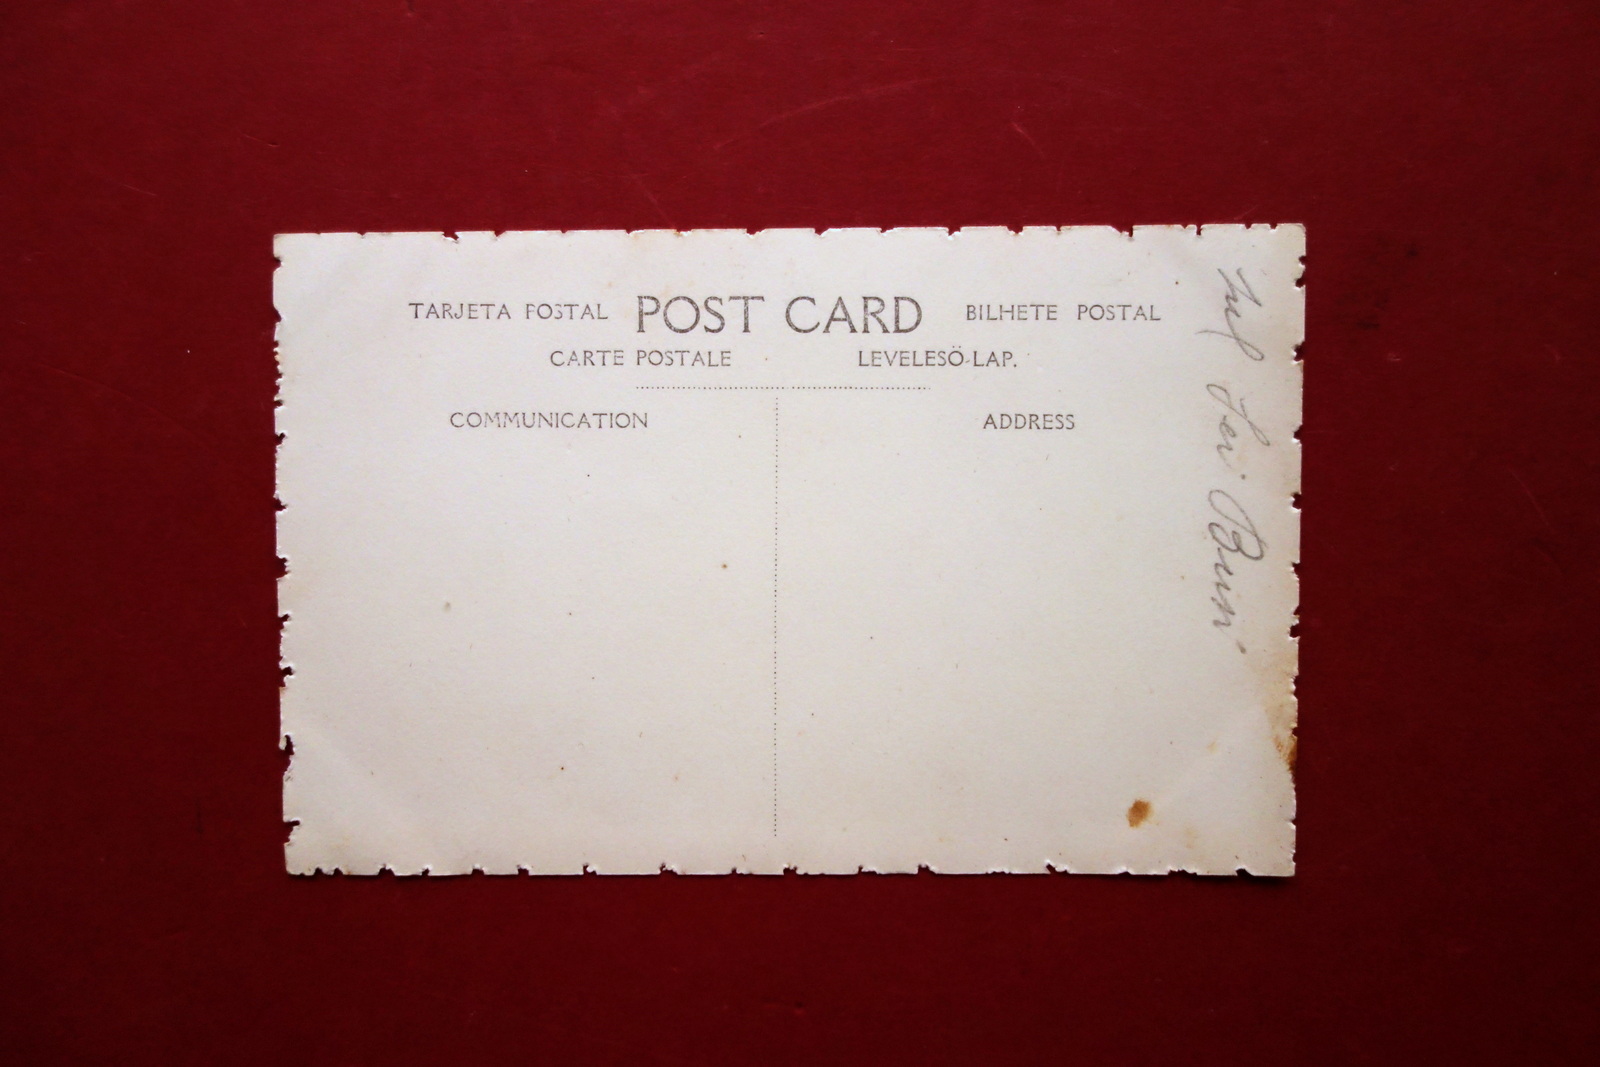 TARJETA POSTAL POST CARD BILHETE POSTAL
CARTE POSTALE LEVELESÖ-LAP.
COMMUNICATION
ADDRESS